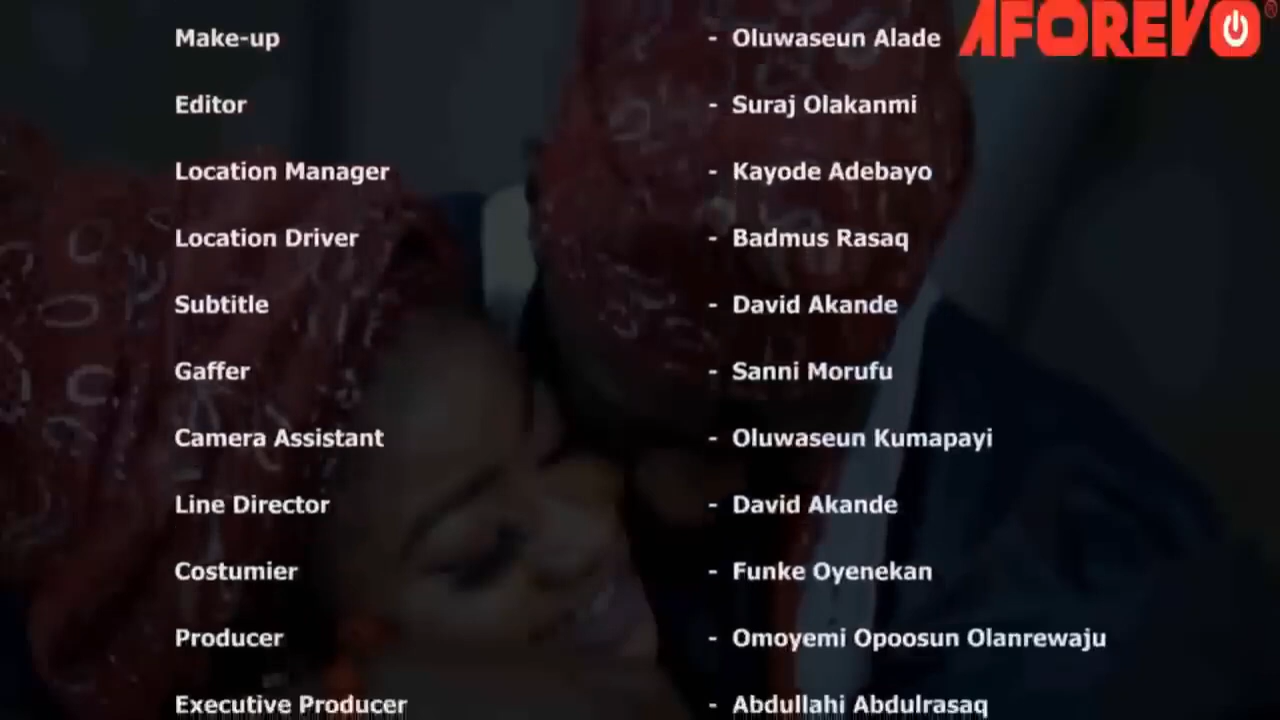 AFOREVO®
Make-up - Oluwaseun Alade
Editor - Suraj Olakanmi
Location Manager - Kayode Adebayo
Location Driver - Badmus Rasaq
Subtitle - David Akande
Gaffer - Sanni Morufu
Camera Assistant - Oluwaseun Kumapayi
Line Director - David Akande
Costumier - Funke Oyenekan
Producer - Omoyemi Opoosun Olanrewaju
Executive Producer - Abdullahi Abdulrasaq